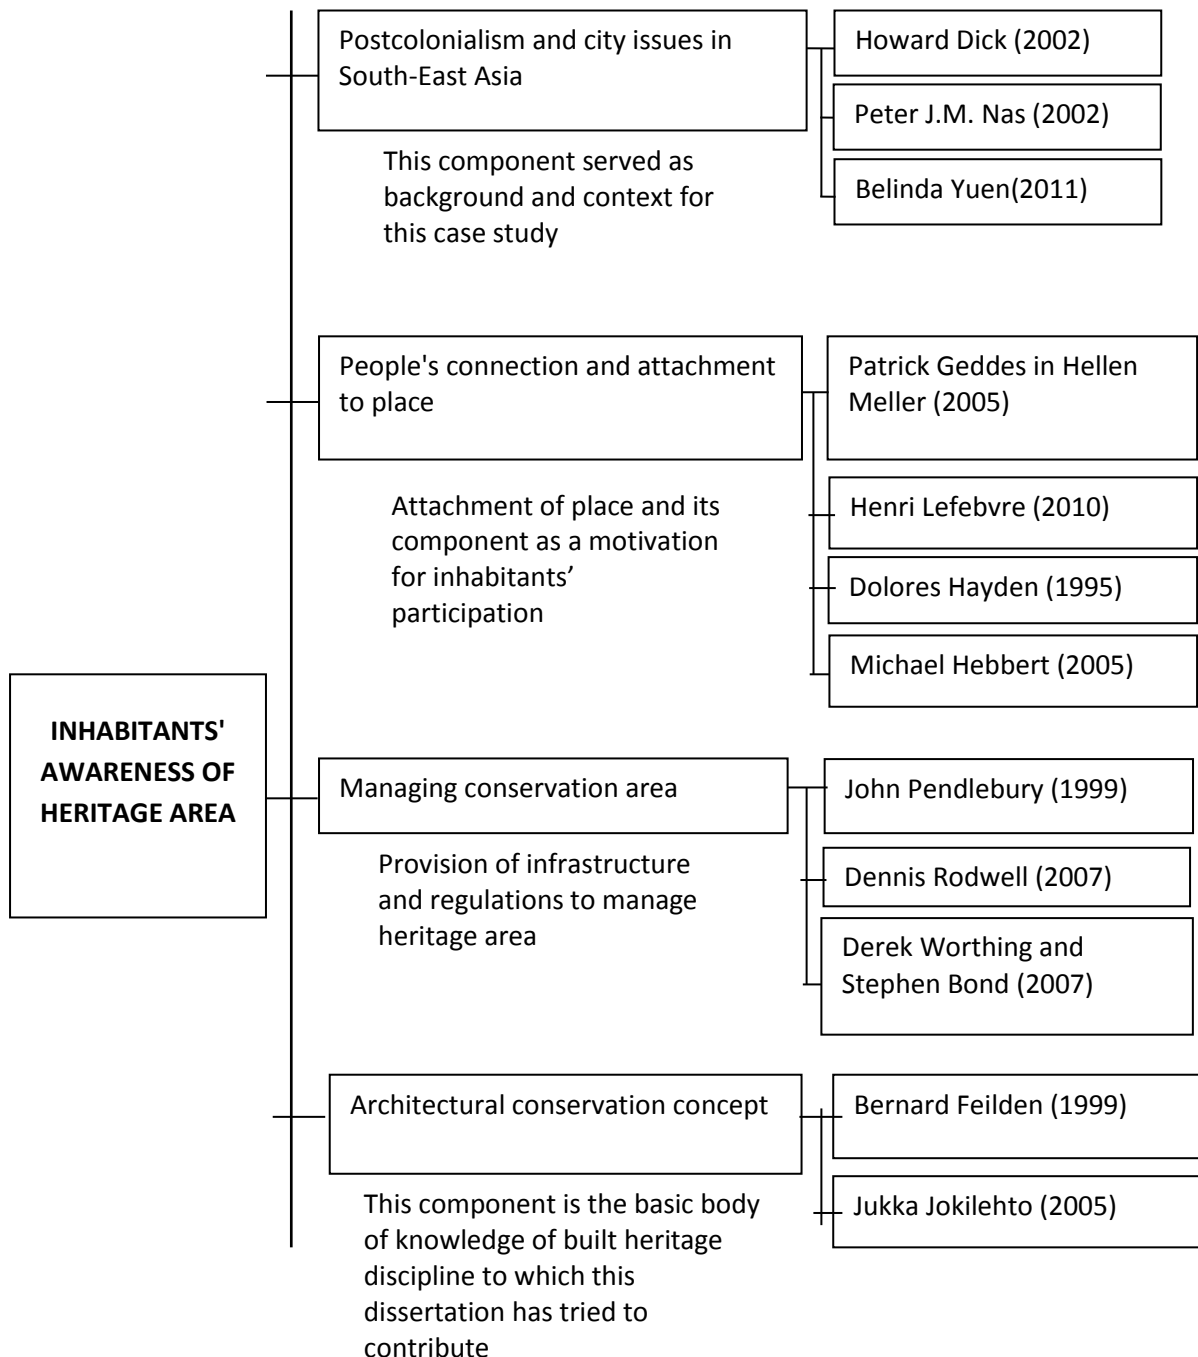 Postcolonialism and city issues in
South-East Asia
Howard Dick (2002)
Peter J.M. Nas (2002)
Belinda Yuen(2011)
This component served as
background and context for
this case study
People's connection and attachment
to place
Patrick Geddes in Hellen
Meller (2005)
Henri Lefebvre (2010)
Dolores Hayden (1995)
Michael Hebbert (2005)
Attachment of place and its
component as a motivation
for inhabitants’
participation
INHABITANTS'
AWARENESS OF
HERITAGE AREA
Managing conservation area
John Pendlebury (1999)
Dennis Rodwell (2007)
Derek Worthing and
Stephen Bond (2007)
Provision of infrastructure
and regulations to manage
heritage area
Architectural conservation concept
Bernard Feilden (1999)
Jukka Jokilehto (2005)
This component is the basic body
of knowledge of built heritage
discipline to which this
dissertation has tried to
contribute